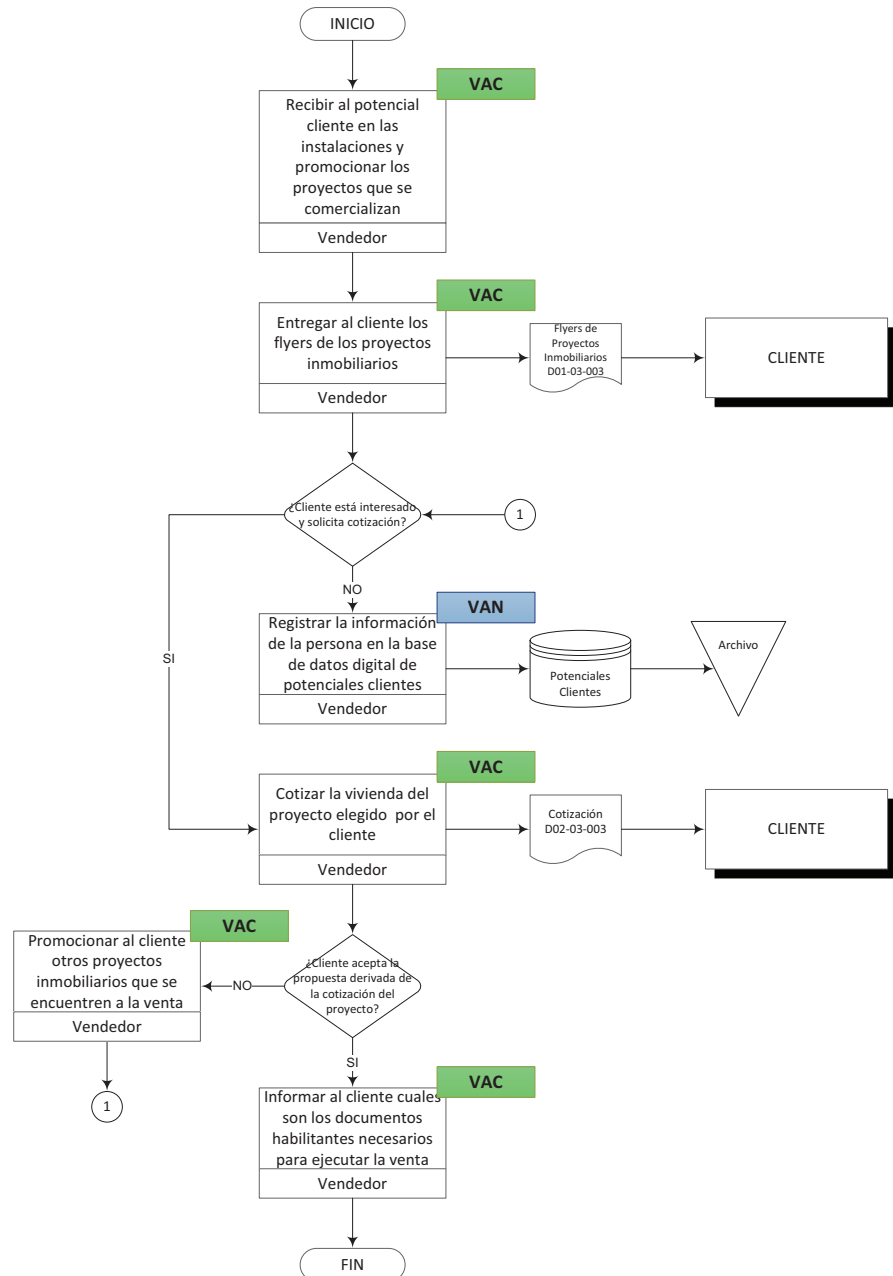 INICIO
VAC
Recibir al potencial
cliente en las
instalaciones y
promocionar los
proyectos que se
comercializan
Vendedor
VAC
Entregar al cliente los
flyers de los proyectos
inmobiliarios
Vendedor
Flyers de
Proyectos
Inmobiliarios
D01-03-003
CLIENTE
¿Cliente está interesado
y solicita cotización?
1
NO
SI
VAN
Registrar la información
de la persona en la base
de datos digital de
potenciales clientes
Vendedor
Potenciales
Clientes
Archivo
VAC
Cotizar la vivienda del
proyecto elegido por el
cliente
Vendedor
Cotización
D02-03-003
CLIENTE
VAC
Promocionar al cliente
otros proyectos
inmobiliarios que se
encuentren a la venta
Vendedor
NO
¿Cliente acepta la
propuesta derivada de
la cotización del
proyecto?
1
SI
VAC
Informar al cliente cuales
son los documentos
habilitantes necesarios
para ejecutar la venta
Vendedor
FIN